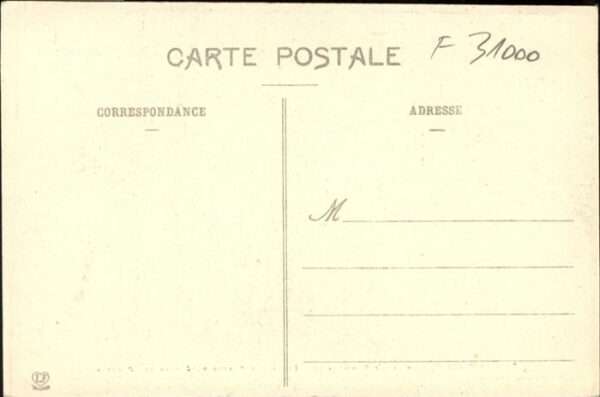 CARTE POSTALE F 31000
CORRESPONDANCE
ADRESSE
M